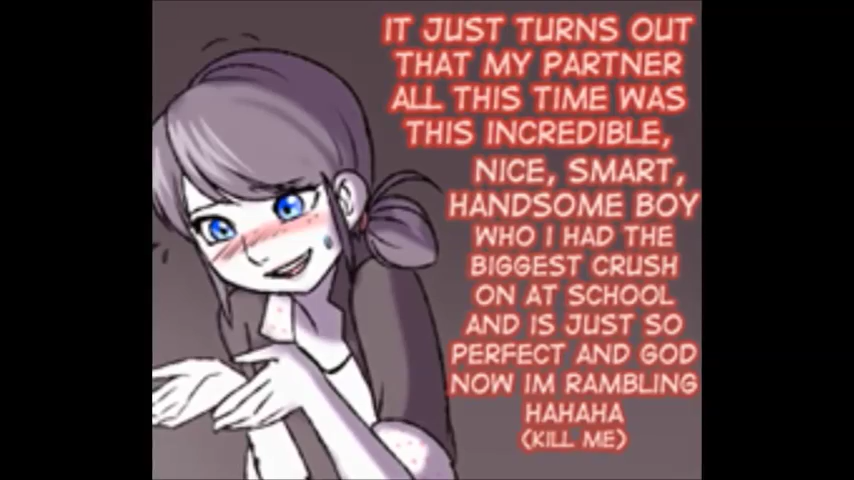 IT JUST TURNS OUT
THAT MY PARTNER
ALL THIS TIME WAS
THIS INCREDIBLE,
NICE, SMART,
HANDSOME BOY
WHO I HAD THE
BIGGEST CRUSH
ON AT SCHOOL
AND IS JUST SO
PERFECT AND GOD
NOW IM RAMBLING
HAHAHA
(KILL ME)